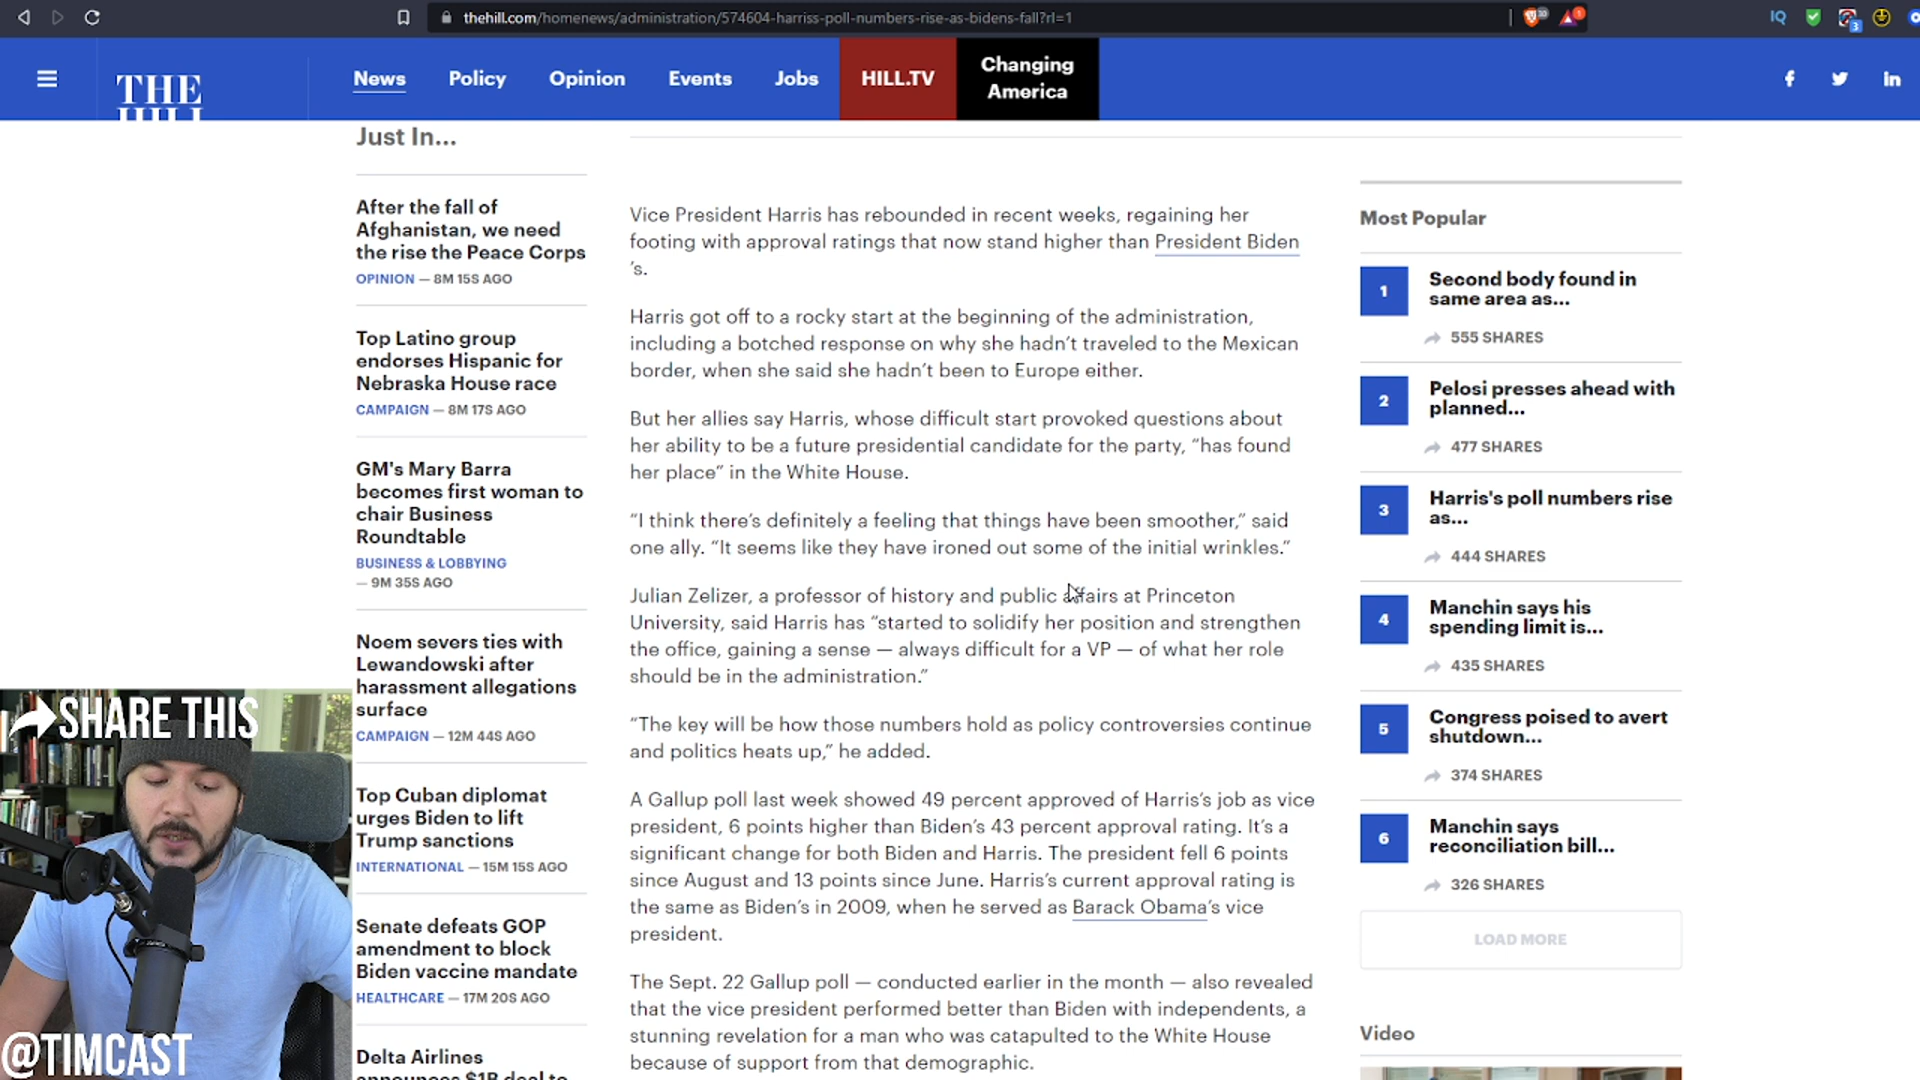 thehill.com/homenews/administration/574604-harriss-poll-numbers-rise-as-bidens-fall?rl=1
IQ
3
THE
HILL
News
Policy
Opinion
Events
Jobs
HILL.TV
Changing
America
Just In...
After the fall of
Afghanistan, we need
the rise the Peace Corps
OPINION — 8M 15S AGO
Top Latino group
endorses Hispanic for
Nebraska House race
CAMPAIGN — 8M 17S AGO
GM's Mary Barra
becomes first woman to
chair Business
Roundtable
BUSINESS & LOBBYING
— 9M 35S AGO
Noem severs ties with
Lewandowski after
harassment allegations
surface
CAMPAIGN — 12M 44S AGO
Top Cuban diplomat
urges Biden to lift
Trump sanctions
INTERNATIONAL — 15M 15S AGO
Senate defeats GOP
amendment to block
Biden vaccine mandate
HEALTHCARE — 17M 20S AGO
Delta Airlines
announces $1B deal to
Vice President Harris has rebounded in recent weeks, regaining her
footing with approval ratings that now stand higher than President Biden
’s.
Harris got off to a rocky start at the beginning of the administration,
including a botched response on why she hadn’t traveled to the Mexican
border, when she said she hadn’t been to Europe either.
But her allies say Harris, whose difficult start provoked questions about
her ability to be a future presidential candidate for the party, “has found
her place” in the White House.
“I think there’s definitely a feeling that things have been smoother,” said
one ally. “It seems like they have ironed out some of the initial wrinkles.”
Julian Zelizer, a professor of history and public affairs at Princeton
University, said Harris has “started to solidify her position and strengthen
the office, gaining a sense — always difficult for a VP — of what her role
should be in the administration.”
“The key will be how those numbers hold as policy controversies continue
and politics heats up,” he added.
A Gallup poll last week showed 49 percent approved of Harris’s job as vice
president, 6 points higher than Biden’s 43 percent approval rating. It’s a
significant change for both Biden and Harris. The president fell 6 points
since August and 13 points since June. Harris’s current approval rating is
the same as Biden’s in 2009, when he served as Barack Obama’s vice
president.
The Sept. 22 Gallup poll — conducted earlier in the month — also revealed
that the vice president performed better than Biden with independents, a
stunning revelation for a man who was catapulted to the White House
because of support from that demographic.
Most Popular
1
Second body found in
same area as...
555 SHARES
2
Pelosi presses ahead with
planned...
477 SHARES
3
Harris's poll numbers rise
as...
444 SHARES
4
Manchin says his
spending limit is...
435 SHARES
5
Congress poised to avert
shutdown...
374 SHARES
6
Manchin says
reconciliation bill...
326 SHARES
LOAD MORE
Video
SHARE THIS
@TIMCAST